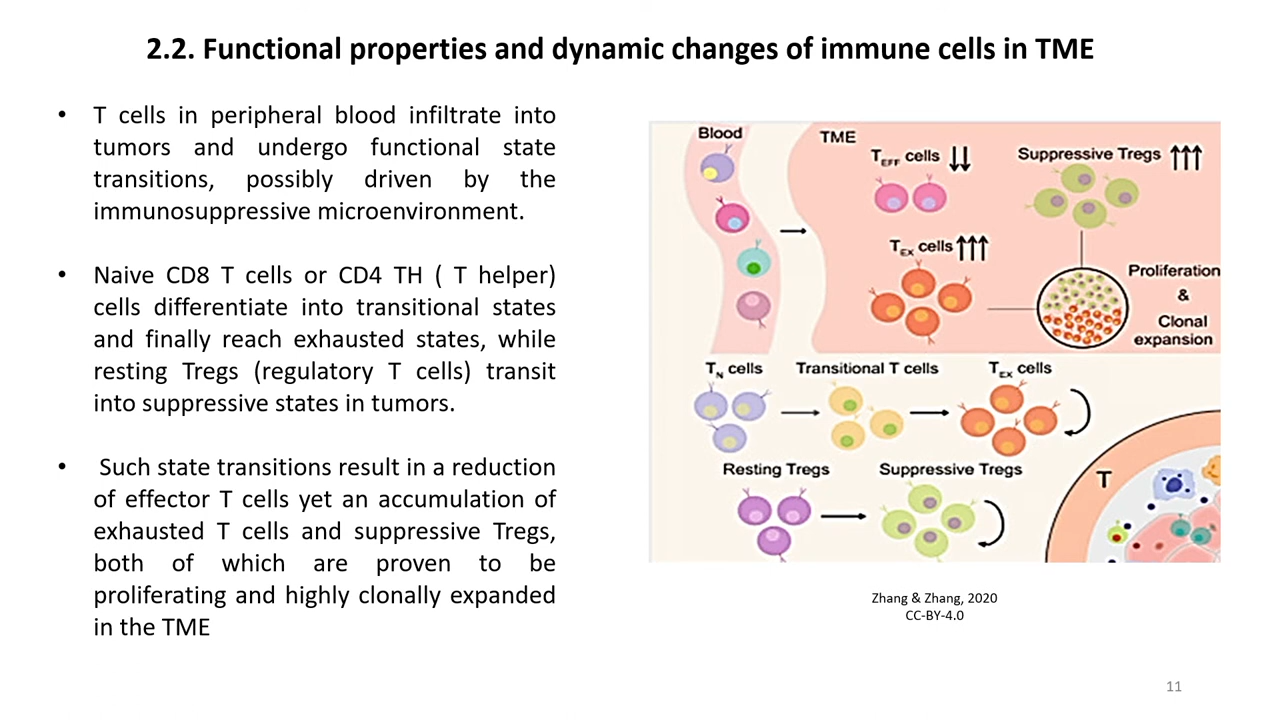 2.2. Functional properties and dynamic changes of immune cells in TME
• T cells in peripheral blood infiltrate into
tumors and undergo functional state
transitions, possibly driven by the
immunosuppressive microenvironment.
• Naive CD8 T cells or CD4 TH ( T helper)
cells differentiate into transitional states
and finally reach exhausted states, while
resting Tregs (regulatory T cells) transit
into suppressive states in tumors.
• Such state transitions result in a reduction
of effector T cells yet an accumulation of
exhausted T cells and suppressive Tregs,
both of which are proven to be
proliferating and highly clonally expanded
in the TME
Blood
TME
TEFF cells ↓↓
Suppressive Tregs ↑↑↑
TEX cells ↑↑↑
Proliferation
&
Clonal
expansion
TN cells
Transitional T cells
TEX cells
Resting Tregs
Suppressive Tregs
T
Zhang & Zhang, 2020
CC-BY-4.0
11